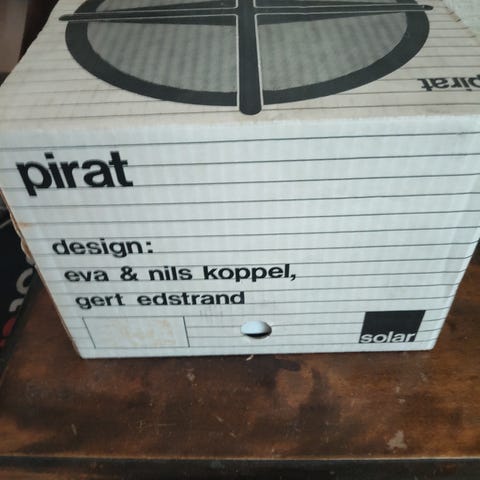 pirat
pirat
design:
eva & nils koppel,
gert edstrand
solar